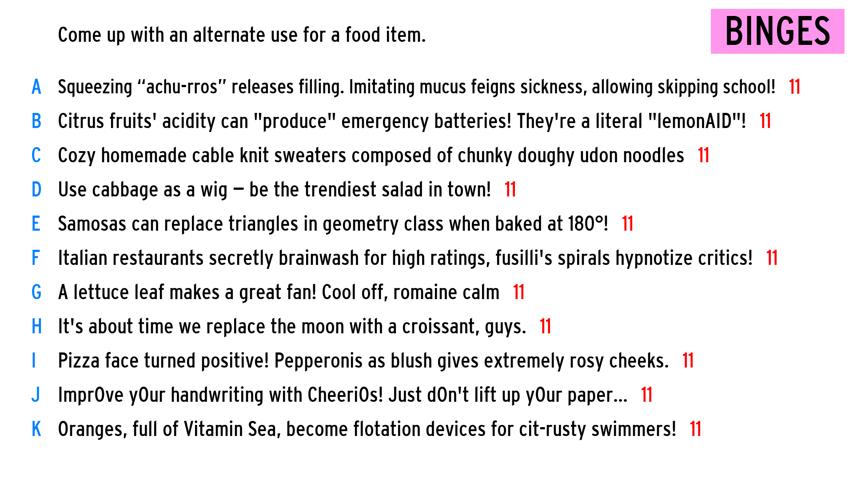 Come up with an alternate use for a food item.
BINGES
A Squeezing “achu-rros” releases filling. Imitating mucus feigns sickness, allowing skipping school! 11
B Citrus fruits' acidity can "produce" emergency batteries! They're a literal "lemonAID"! 11
C Cozy homemade cable knit sweaters composed of chunky doughy udon noodles 11
D Use cabbage as a wig – be the trendiest salad in town! 11
E Samosas can replace triangles in geometry class when baked at 180°! 11
F Italian restaurants secretly brainwash for high ratings, fusilli's spirals hypnotize critics! 11
G A lettuce leaf makes a great fan! Cool off, romaine calm 11
H It's about time we replace the moon with a croissant, guys. 11
I Pizza face turned positive! Pepperonis as blush gives extremely rosy cheeks. 11
J ImprOve yOur handwriting with CheeriOs! Just dOn't lift up yOur paper... 11
K Oranges, full of Vitamin Sea, become flotation devices for cit-rusty swimmers! 11